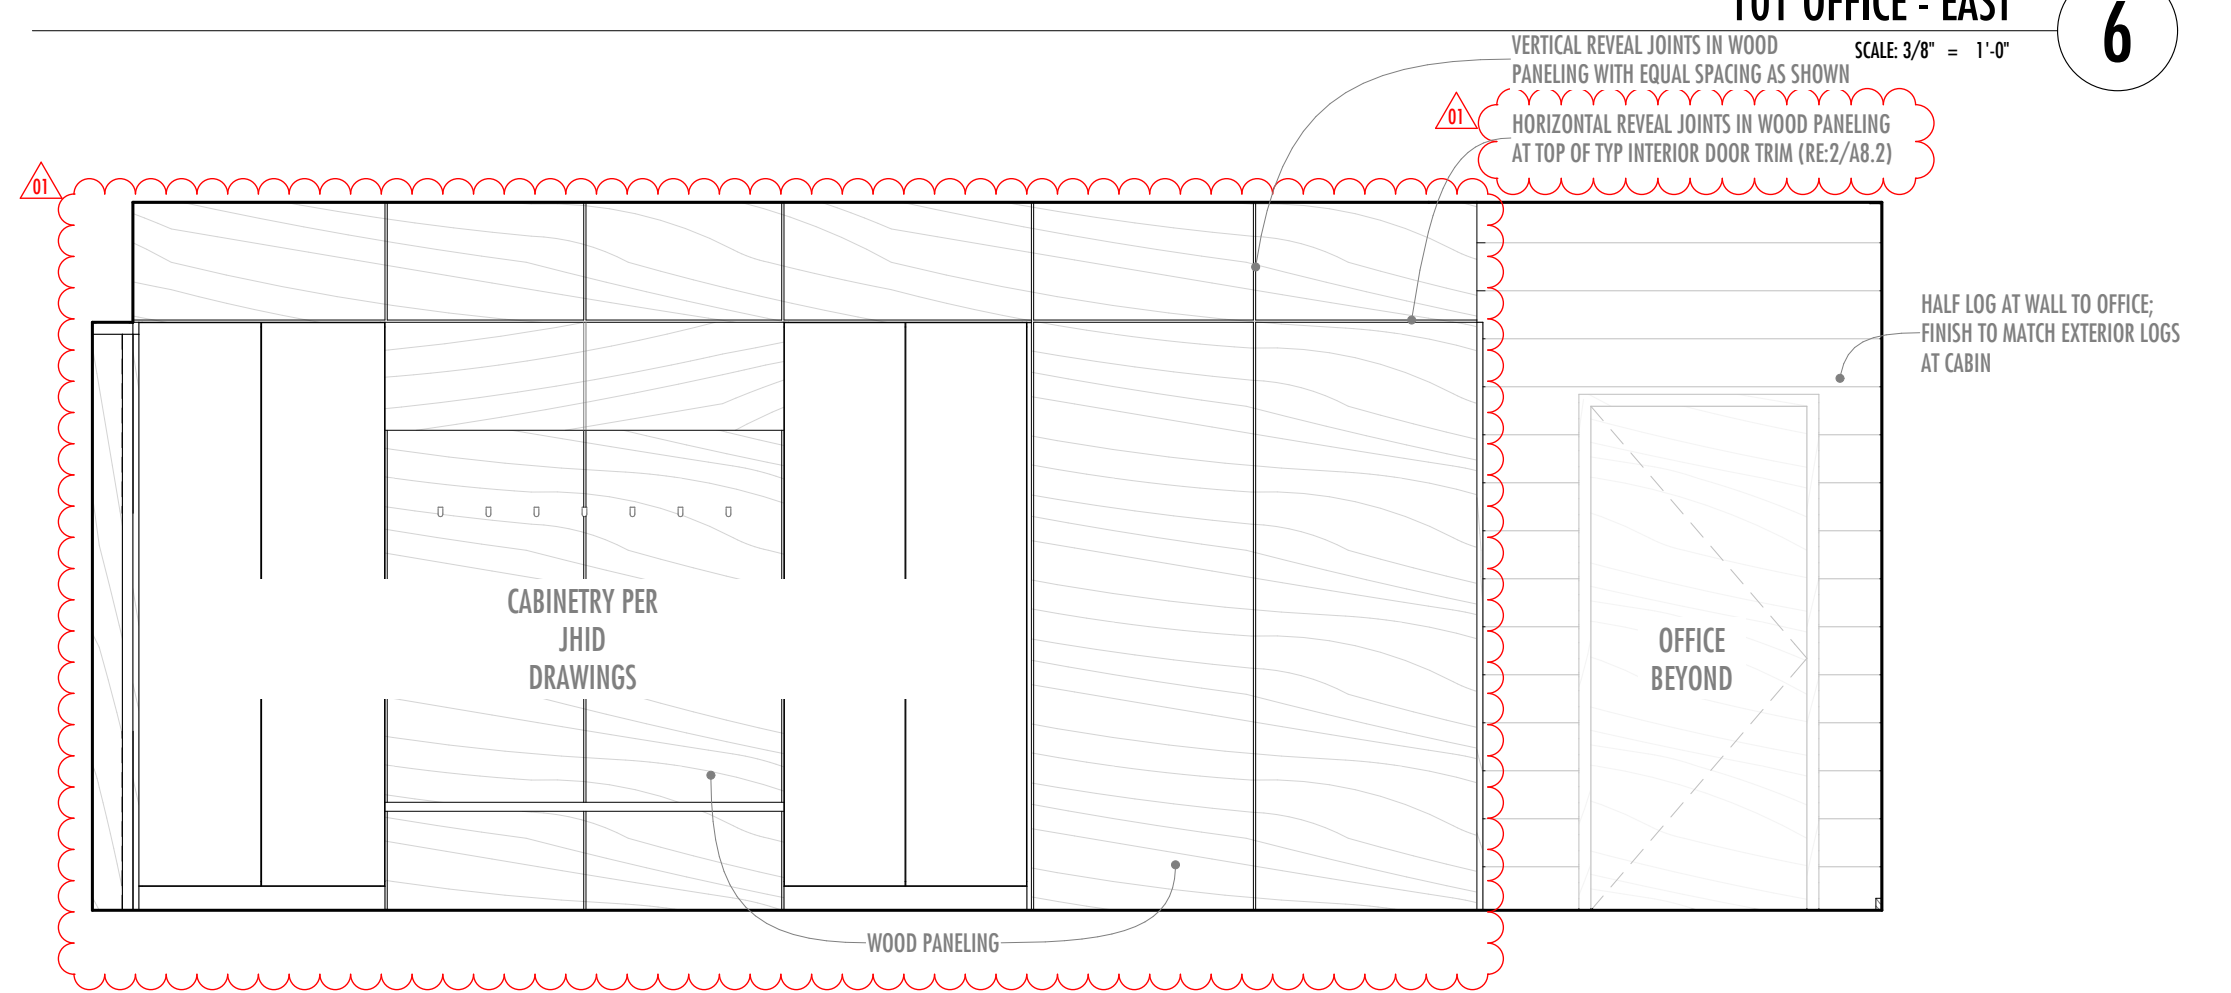 101 OFFICE - EAST
6
SCALE: 3/8" = 1'-0"
VERTICAL REVEAL JOINTS IN WOOD
PANELING WITH EQUAL SPACING AS SHOWN
01
HORIZONTAL REVEAL JOINTS IN WOOD PANELING
AT TOP OF TYP INTERIOR DOOR TRIM (RE:2/A8.2)
01
HALF LOG AT WALL TO OFFICE;
FINISH TO MATCH EXTERIOR LOGS
AT CABIN
CABINETRY PER
JHID
DRAWINGS
OFFICE
BEYOND
WOOD PANELING